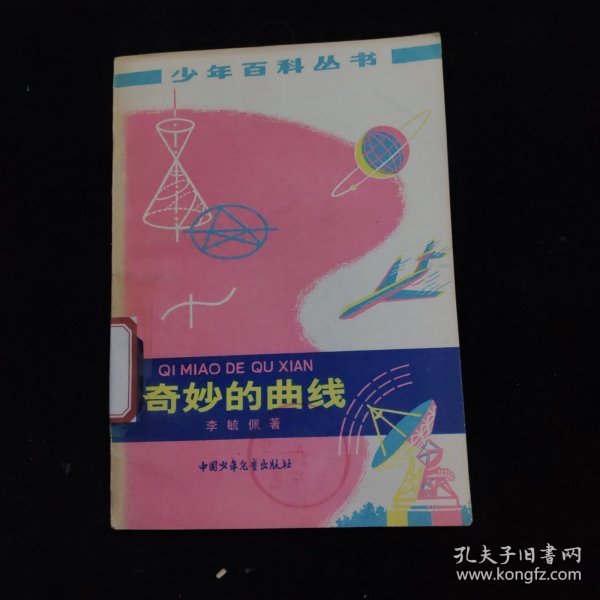 少年百科丛书
QI MIAO DE QU XIAN
奇妙的曲线
李毓佩 著
中国少年儿童出版社
孔夫子旧书网
www.kongfz.com